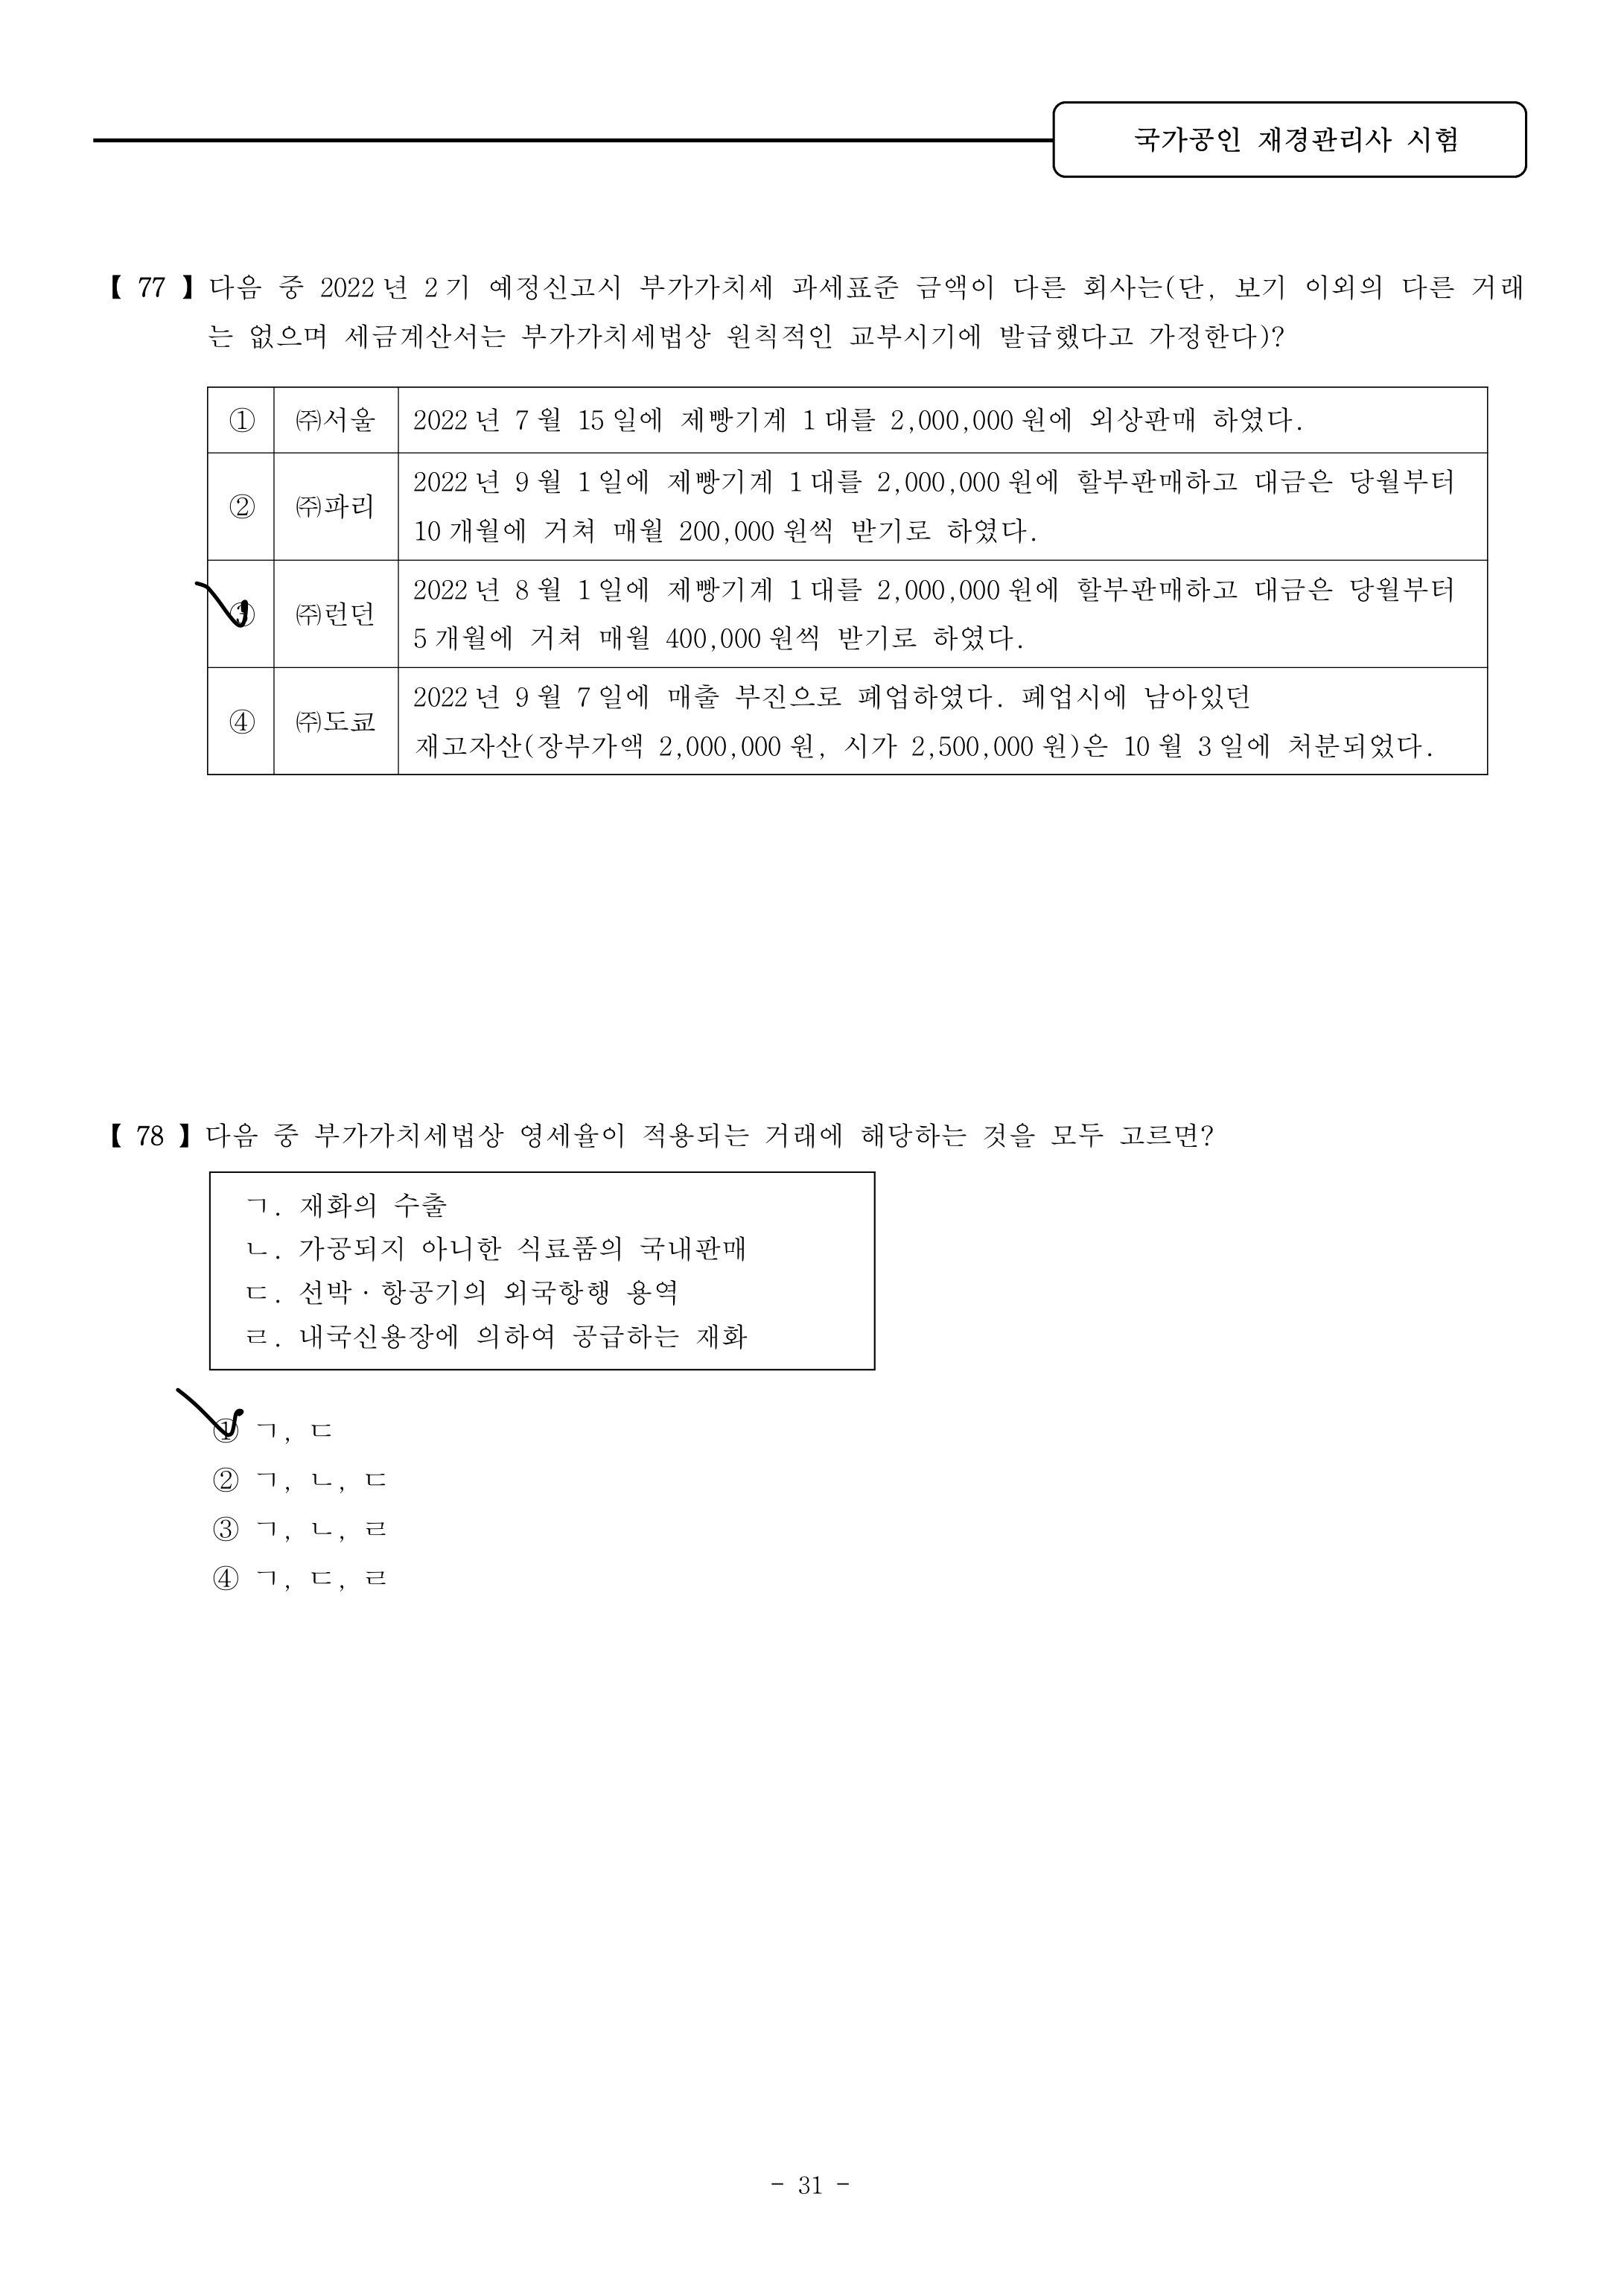 국가공인 재경관리사 시험
【 77 】 다음 중 2022년 2기 예정신고시 부가가치세 과세표준 금액이 다른 회사는(단, 보기 이외의 다른 거래
는 없으며 세금계산서는 부가가치세법상 원칙적인 교부시기에 발급했다고 가정한다)?
① ㈜서울 2022년 7월 15일에 제빵기계 1대를 2,000,000원에 외상판매 하였다.
② ㈜파리 2022년 9월 1일에 제빵기계 1대를 2,000,000원에 할부판매하고 대금은 당월부터
10개월에 거쳐 매월 200,000원씩 받기로 하였다.
③ ㈜런던 2022년 8월 1일에 제빵기계 1대를 2,000,000원에 할부판매하고 대금은 당월부터
5개월에 거쳐 매월 400,000원씩 받기로 하였다.
④ ㈜도쿄 2022년 9월 7일에 매출 부진으로 폐업하였다. 폐업시에 남아있던
재고자산(장부가액 2,000,000원, 시가 2,500,000원)은 10월 3일에 처분되었다.
【 78 】 다음 중 부가가치세법상 영세율이 적용되는 거래에 해당하는 것을 모두 고르면?
ㄱ. 재화의 수출
ㄴ. 가공되지 아니한 식료품의 국내판매
ㄷ. 선박·항공기의 외국항행 용역
ㄹ. 내국신용장에 의하여 공급하는 재화
① ㄱ, ㄷ
② ㄱ, ㄴ, ㄷ
③ ㄱ, ㄴ, ㄹ
④ ㄱ, ㄷ, ㄹ
- 31 -